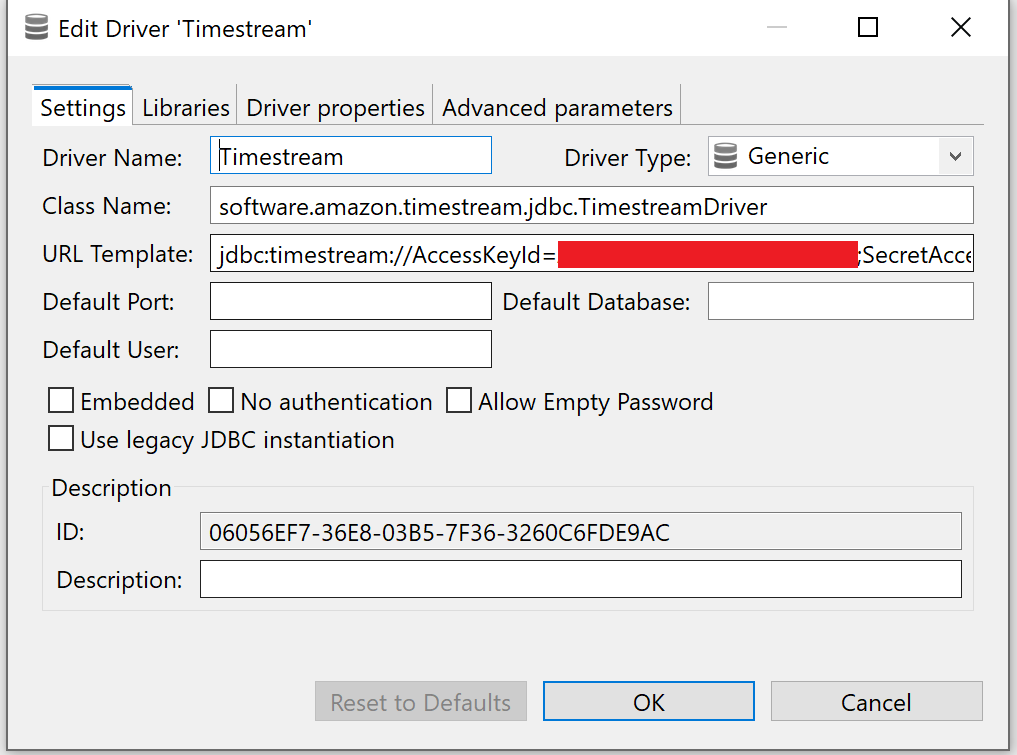 Edit Driver 'Timestream'
Settings Libraries Driver properties Advanced parameters
Driver Name: Timestream Driver Type: Generic
Class Name: software.amazon.timestream.jdbc.TimestreamDriver
URL Template: jdbc:timestream://AccessKeyId= ;SecretAcce
Default Port: Default Database:
Default User:
Embedded No authentication Allow Empty Password
Use legacy JDBC instantiation
Description
ID: 06056EF7-36E8-03B5-7F36-3260C6FDE9AC
Description:
Reset to Defaults OK Cancel